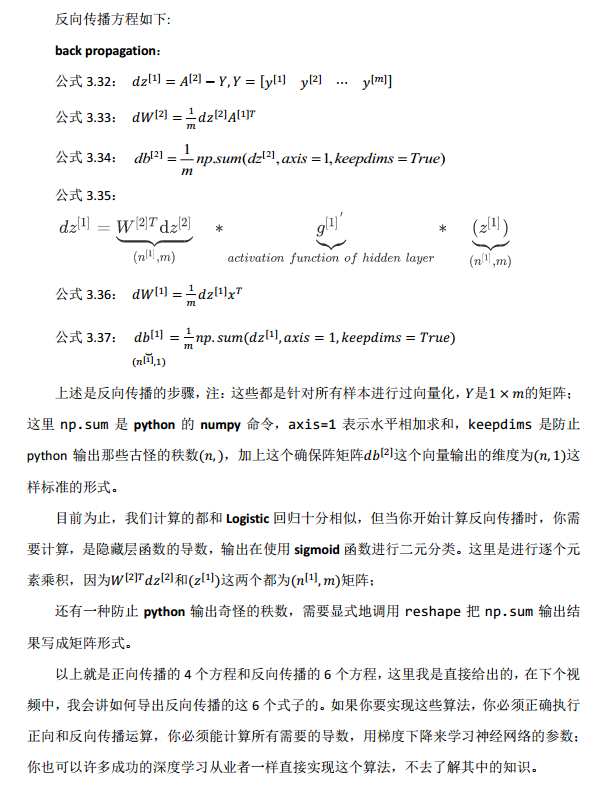 反向传播方程如下:
back propagation:
公式 3.32: dz^[1] = A^[2] − Y, Y = [y^[1] y^[2] ⋯ y^[m]]
公式 3.33: dW^[2] = 1/m dz^[2]A^[1]T
公式 3.34: db^[2] = 1/m np.sum(dz^[2], axis = 1, keepdims = True)
公式 3.35:
dz^[1] = W^[2]T dz^[2] * g^[1]′ * (z^[1])
(n^[1],m) activation function of hidden layer (n^[1],m)
公式 3.36: dW^[1] = 1/m dz^[1]x^T
公式 3.37: db^[1] = 1/m np.sum(dz^[1], axis = 1, keepdims = True)
(n^[1],1)
上述是反向传播的步骤,注:这些都是针对所有样本进行过向量化,Y是1 × m的矩阵;
这里 np.sum 是 python 的 numpy 命令,axis=1 表示水平相加求和,keepdims 是防止
python 输出那些古怪的秩数(n, ),加上这个确保阵矩阵db^[2]这个向量输出的维度为(n, 1)这
样标准的形式。
目前为止,我们计算的都和 Logistic 回归十分相似,但当你开始计算反向传播时,你需
要计算,是隐藏层函数的导数,输出在使用 sigmoid 函数进行二元分类。这里是进行逐个元
素乘积,因为W^[2]T dz^[2]和(z^[1])这两个都为(n^[1], m)矩阵;
还有一种防止 python 输出奇怪的秩数,需要显式地调用 reshape 把 np.sum 输出结
果写成矩阵形式。
以上就是正向传播的 4 个方程和反向传播的 6 个方程,这里我是直接给出的,在下个视
频中,我会讲如何导出反向传播的这 6 个式子的。如果你要实现这些算法,你必须正确执行
正向和反向传播运算,你必须能计算所有需要的导数,用梯度下降来学习神经网络的参数;
你也可以许多成功的深度学习从业者一样直接实现这个算法,不去了解其中的知识。